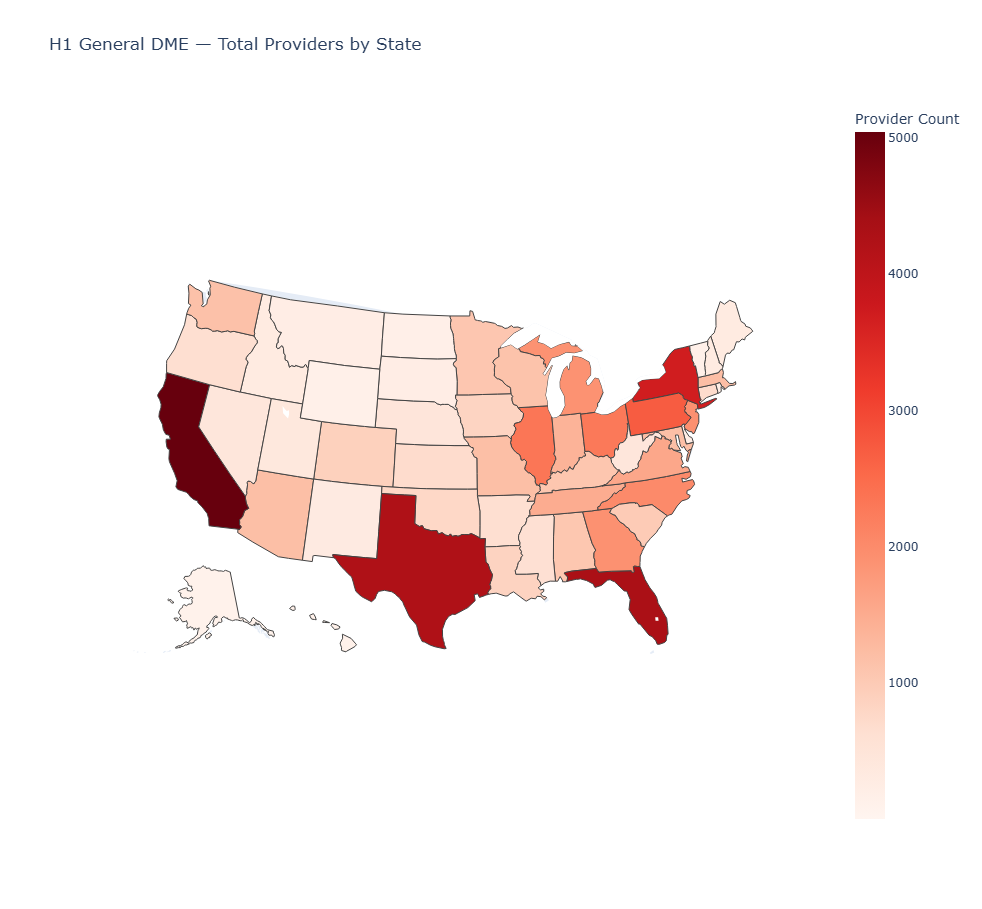 H1 General DME — Total Providers by State
Provider Count
5000
4000
3000
2000
1000